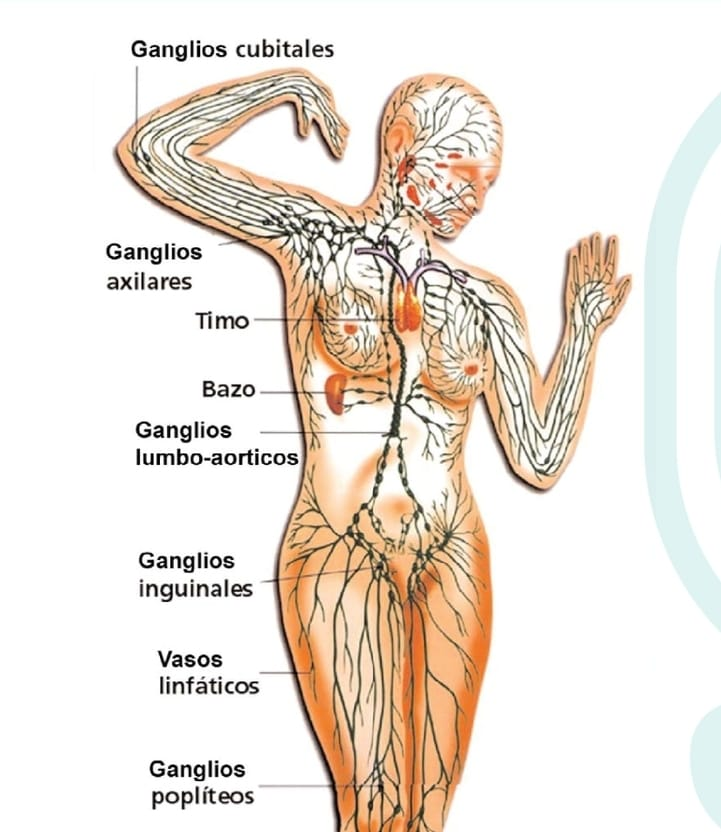 Ganglios cubitales
Ganglios
axilares
Timo
Bazo
Ganglios
lumbo-aorticos
Ganglios
inguinales
Vasos
linfáticos
Ganglios
poplíteos